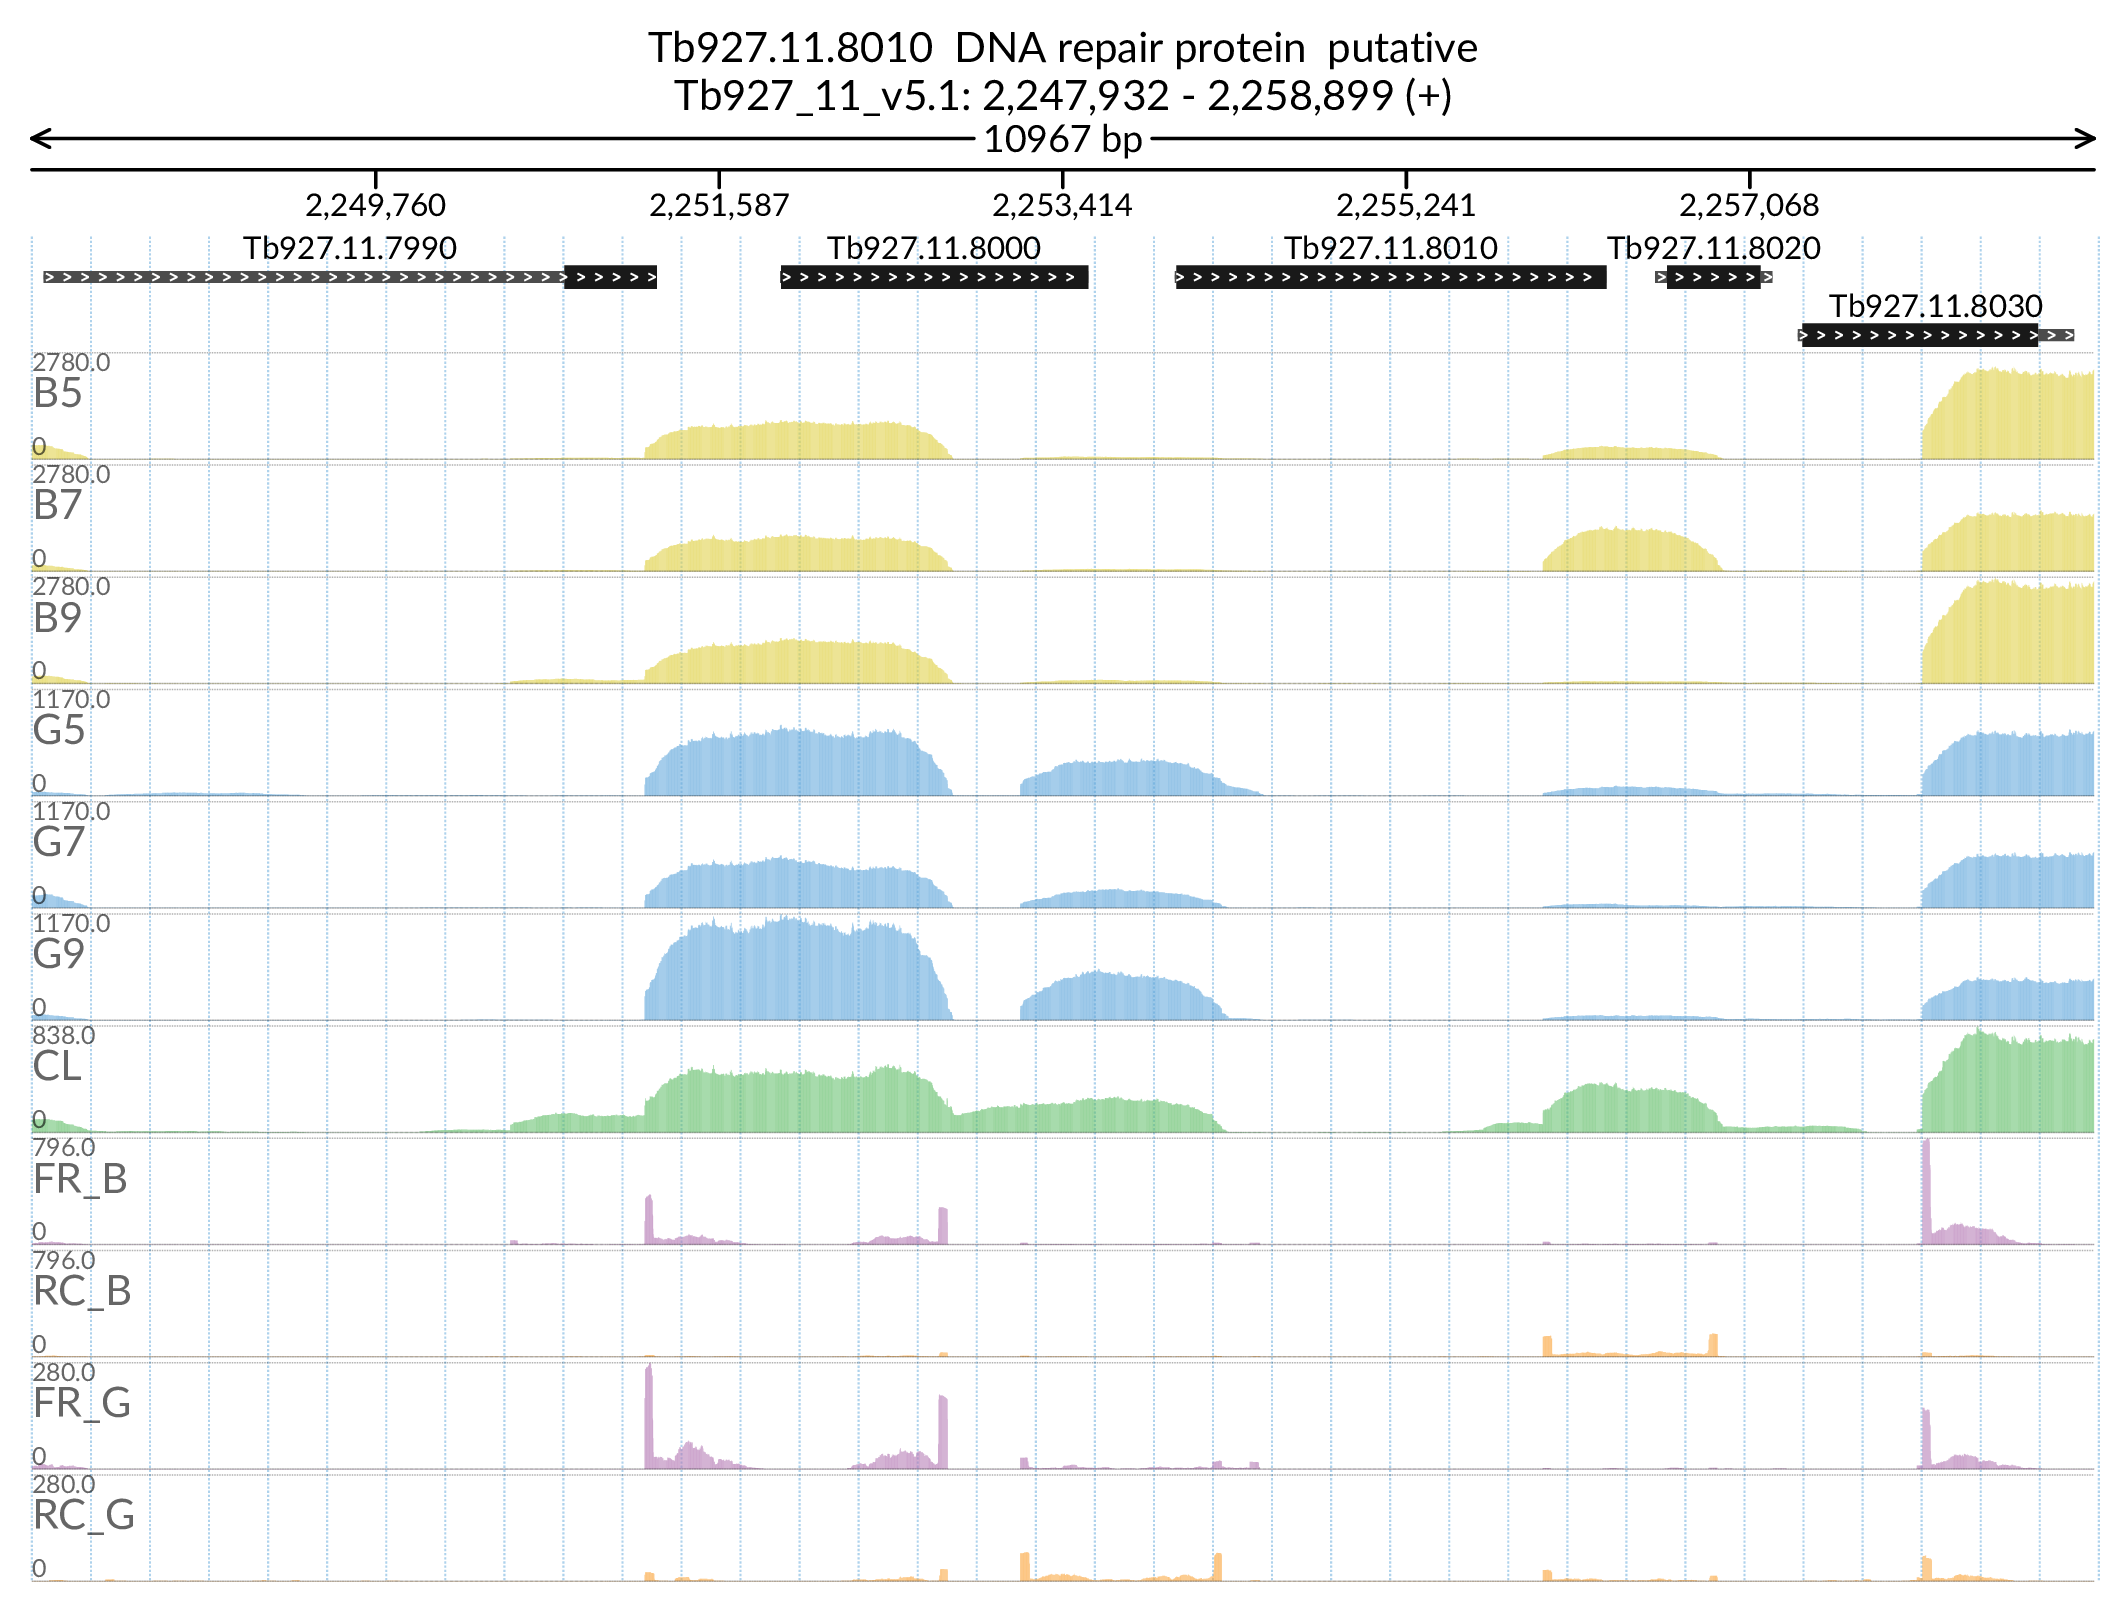 Tb927.11.8010  DNA repair protein  putative
Tb927_11_v5.1: 2,247,932 - 2,258,899 (+)
10967 bp
2,249,760 2,251,587 2,253,414 2,255,241 2,257,068
Tb927.11.7990 Tb927.11.8000 Tb927.11.8010 Tb927.11.8020
Tb927.11.8030
2780.0
B5
0
2780.0
B7
0
2780.0
B9
0
1170.0
G5
0
1170.0
G7
0
1170.0
G9
0
838.0
CL
0
796.0
FR_B
0
796.0
RC_B
0
280.0
FR_G
0
280.0
RC_G
0